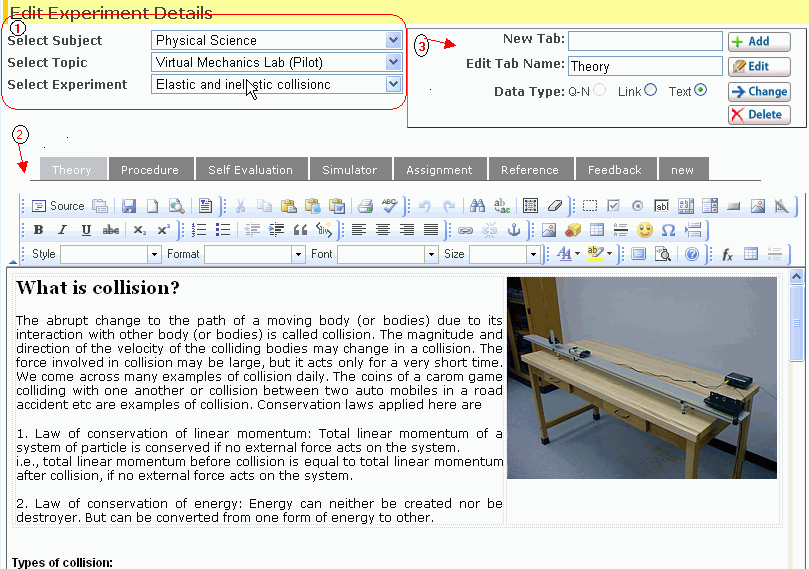 Edit Experiment Details
1
Select Subject Physical Science
Select Topic Virtual Mechanics Lab (Pilot)
Select Experiment Elastic and inelastic collisionc
3
New Tab: Add
Edit Tab Name: Theory Edit
Data Type: Q-N Link Text Change
Delete
2
Theory Procedure Self Evaluation Simulator Assignment Reference Feedback new
Source
B I U abc x₂ x²
Style Format Font Size
What is collision?
The abrupt change to the path of a moving body (or bodies) due to its
interaction with other body (or bodies) is called collision. The magnitude and
direction of the velocity of the colliding bodies may change in a collision. The
force involved in collision may be large, but it acts only for a very short time.
We come across many examples of collision daily. The coins of a carom game
colliding with one another or collision between two auto mobiles in a road
accident etc are examples of collision. Conservation laws applied here are
1. Law of conservation of linear momentum: Total linear momentum of a
system of particle is conserved if no external force acts on the system.
i.e., total linear momentum before collision is equal to total linear momentum
after collision, if no external force acts on the system.
2. Law of conservation of energy: Energy can neither be created nor be
destroyer. But can be converted from one form of energy to other.
Types of collision: